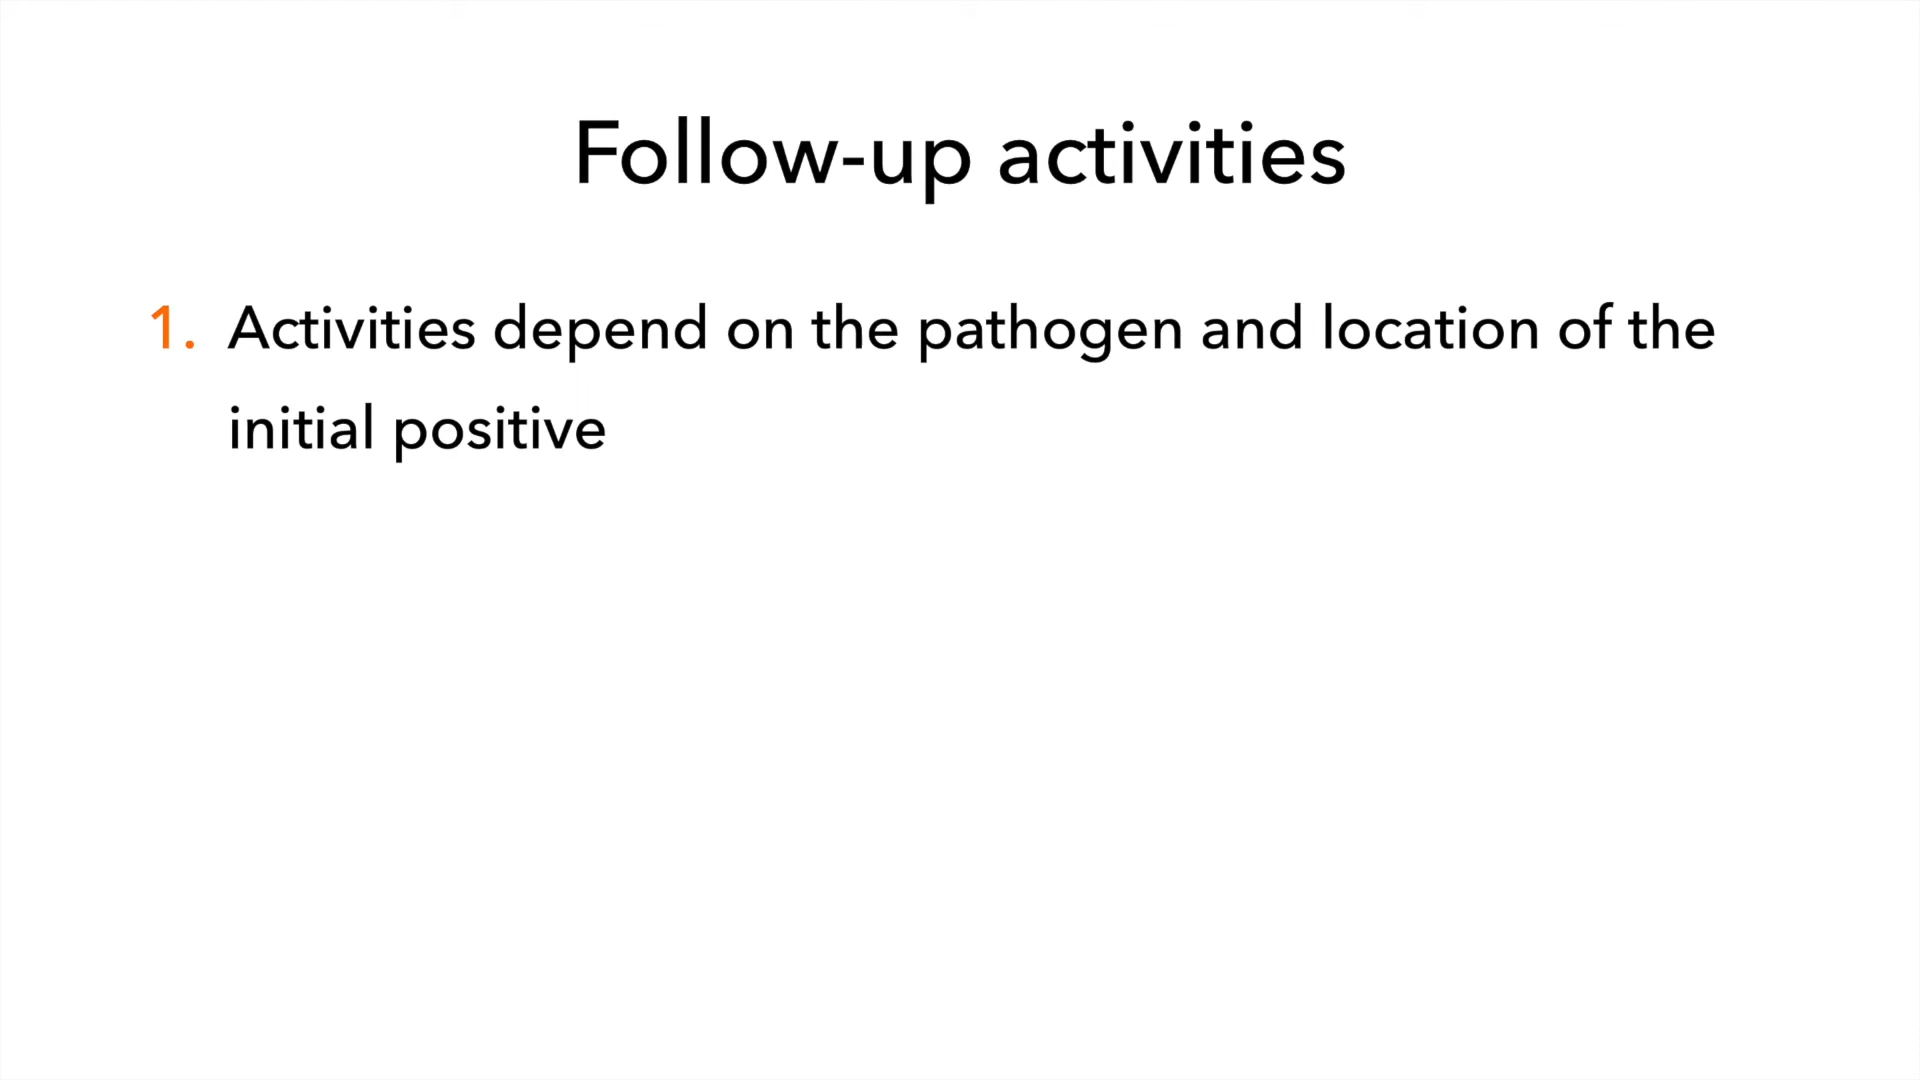 Follow-up activities
1. Activities depend on the pathogen and location of the
initial positive